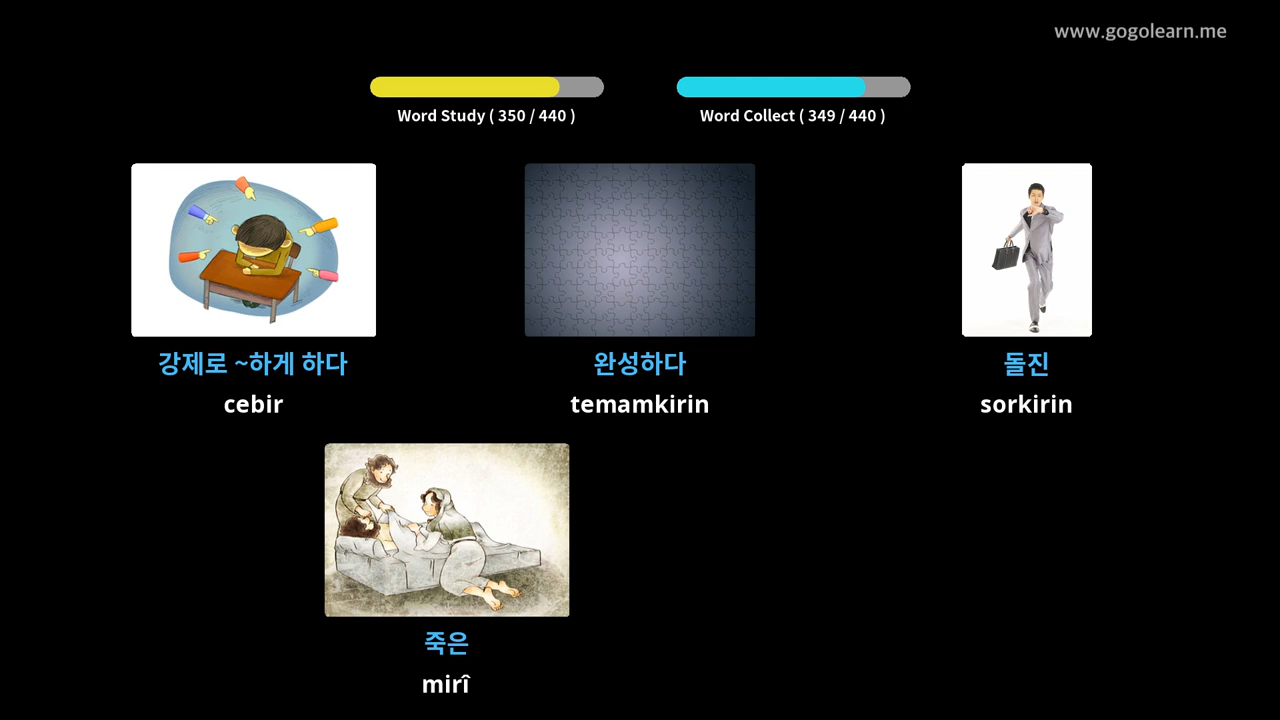 www.gogolearn.me
Word Study ( 350 / 440 )
Word Collect ( 349 / 440 )
강제로 ~하게 하다
cebir
완성하다
temamkirin
돌진
sorkirin
죽은
mirî